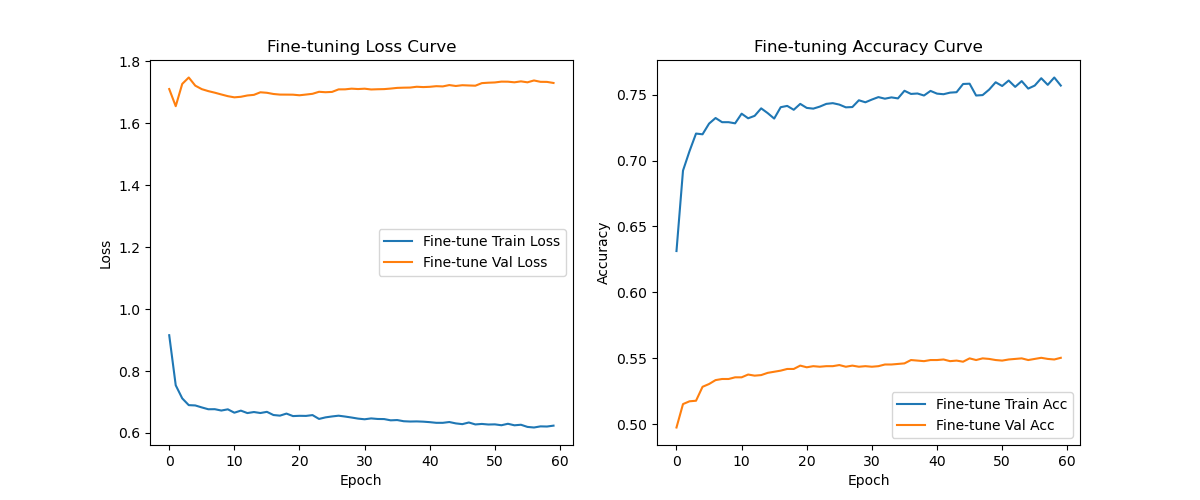 Fine-tuning Loss Curve
1.8
1.6
1.4
1.2
1.0
0.8
0.6
Loss
Fine-tune Train Loss
Fine-tune Val Loss
0 10 20 30 40 50 60
Epoch
Fine-tuning Accuracy Curve
0.75
0.70
0.65
0.60
0.55
0.50
Accuracy
Fine-tune Train Acc
Fine-tune Val Acc
0 10 20 30 40 50 60
Epoch